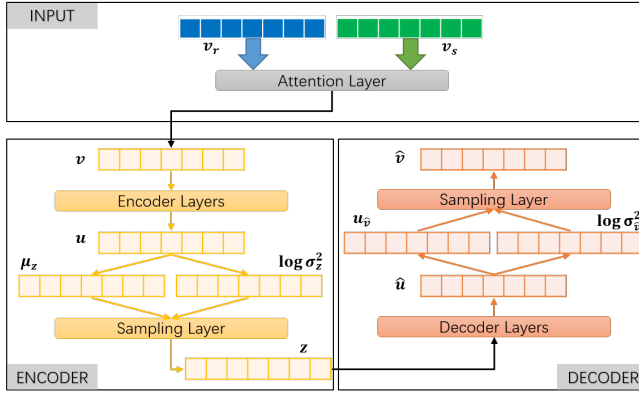 INPUT
v_r
v_s
Attention Layer
v
Encoder Layers
u
μ_z
log σ_z^2
Sampling Layer
z
ENCODER
v̂
Sampling Layer
u_v̂
log σ_v̂^2
û
Decoder Layers
DECODER